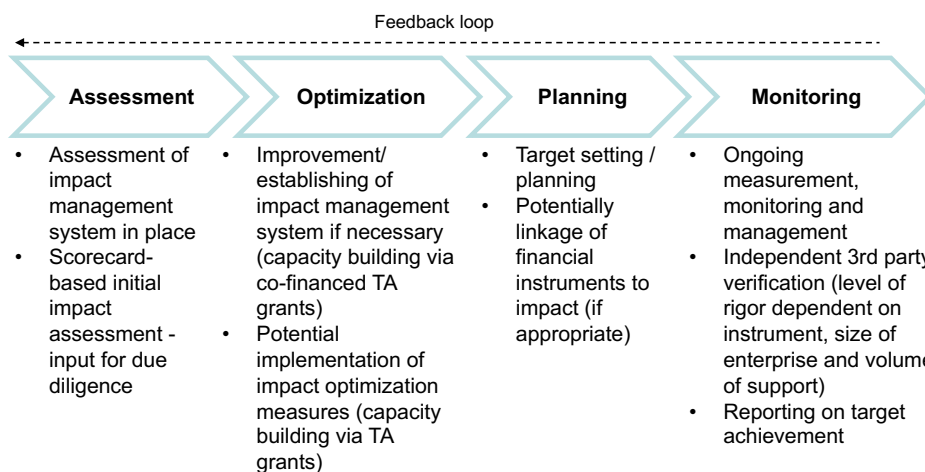 Feedback loop
Assessment
Optimization
Planning
Monitoring
• Assessment of
impact
management
system in place
• Scorecard-
based initial
impact
assessment -
input for due
diligence
• Improvement/
establishing of
impact management
system if necessary
(capacity building via
co-financed TA
grants)
• Potential
implementation of
impact optimization
measures (capacity
building via TA
grants)
• Target setting /
planning
• Potentially
linkage of
financial
instruments to
impact (if
appropriate)
• Ongoing
measurement,
monitoring and
management
• Independent 3rd party
verification (level of
rigor dependent on
instrument, size of
enterprise and volume
of support)
• Reporting on target
achievement